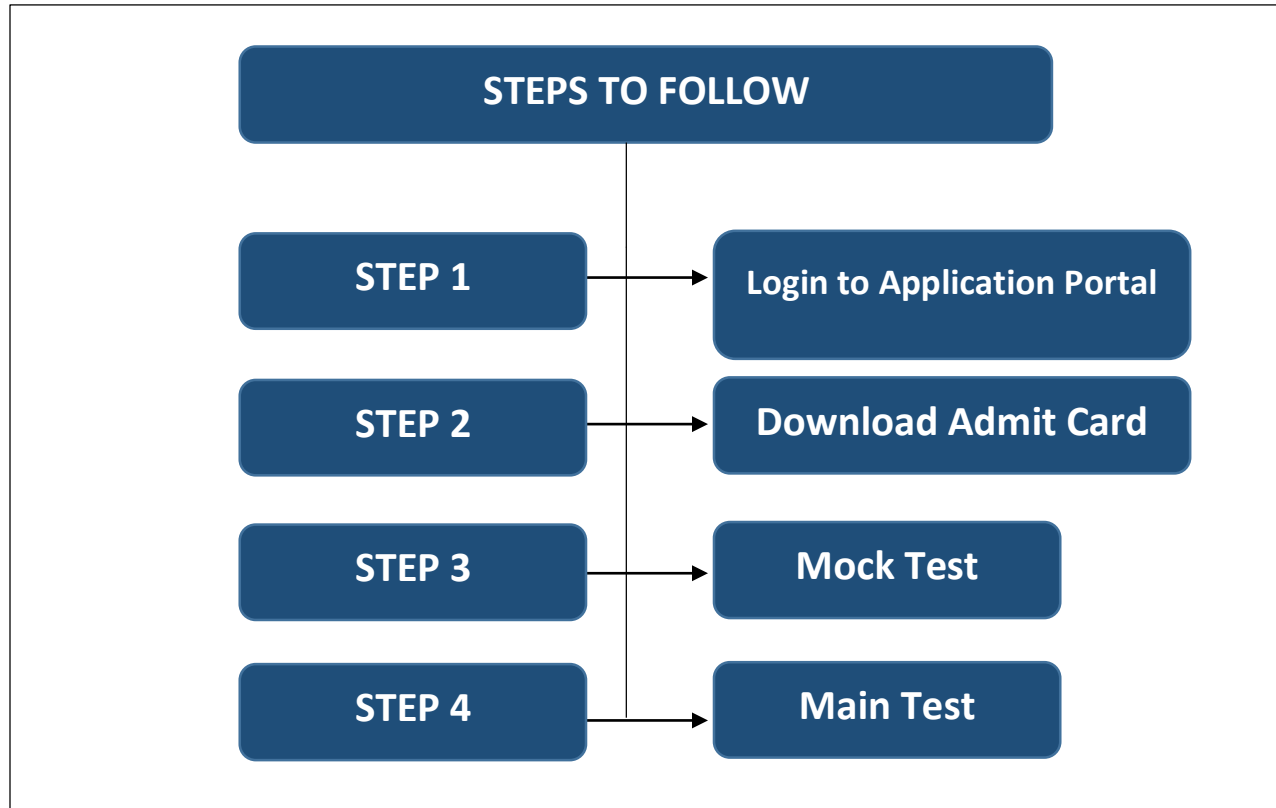 STEPS TO FOLLOW
STEP 1
Login to Application Portal
STEP 2
Download Admit Card
STEP 3
Mock Test
STEP 4
Main Test